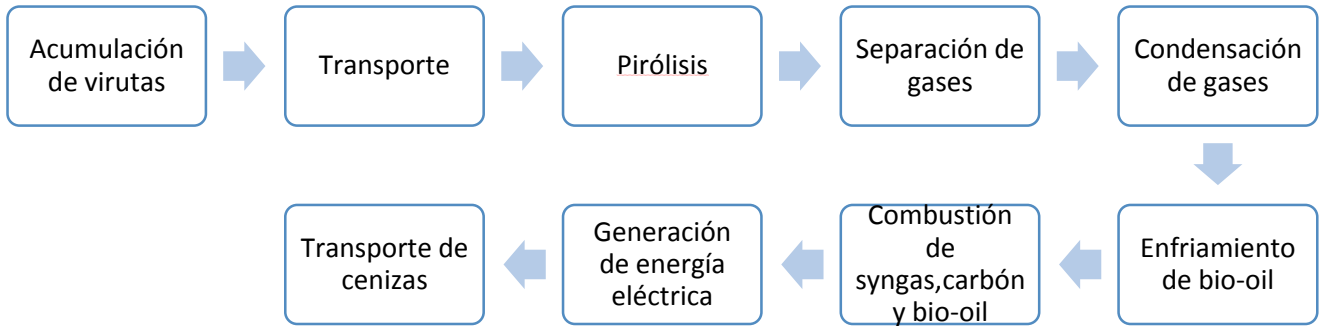 Acumulación
de virutas
Transporte
Pirólisis
Separación de
gases
Condensación
de gases
Enfriamiento
de bio-oil
Combustión
de
syngas,carbón
y bio-oil
Generación
de energía
eléctrica
Transporte de
cenizas